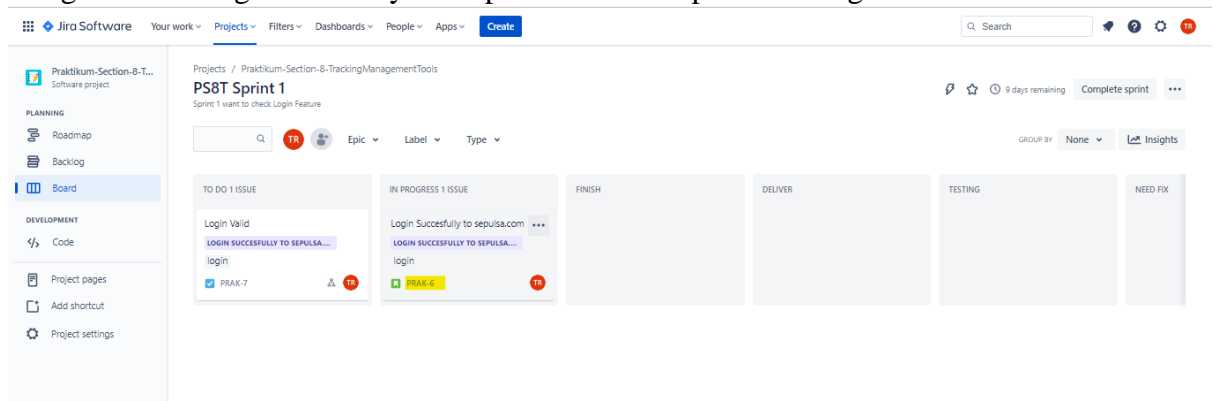 Jira Software Your work Projects Filters Dashboards People Apps Create Search TR
Praktikum-Section-8-T...
Software project
PLANNING
Roadmap
Backlog
Board
DEVELOPMENT
Code
Project pages
Add shortcut
Project settings
Projects / Praktikum-Section-8-TrackingManagementTools
PS8T Sprint 1
Sprint 1 want to check Login Feature
9 days remaining Complete sprint
TR Epic Label Type
GROUP BY None Insights
TO DO 1 ISSUE
Login Valid
LOGIN SUCCESFULLY TO SEPULSA....
login
PRAK-7 TR
IN PROGRESS 1 ISSUE
Login Succesfully to sepulsa.com
LOGIN SUCCESFULLY TO SEPULSA....
login
PRAK-6 TR
FINISH
DELIVER
TESTING
NEED FIX